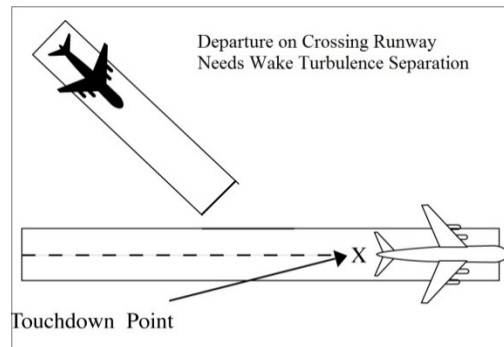 Departure on Crossing Runway
Needs Wake Turbulence Separation
X
Touchdown Point